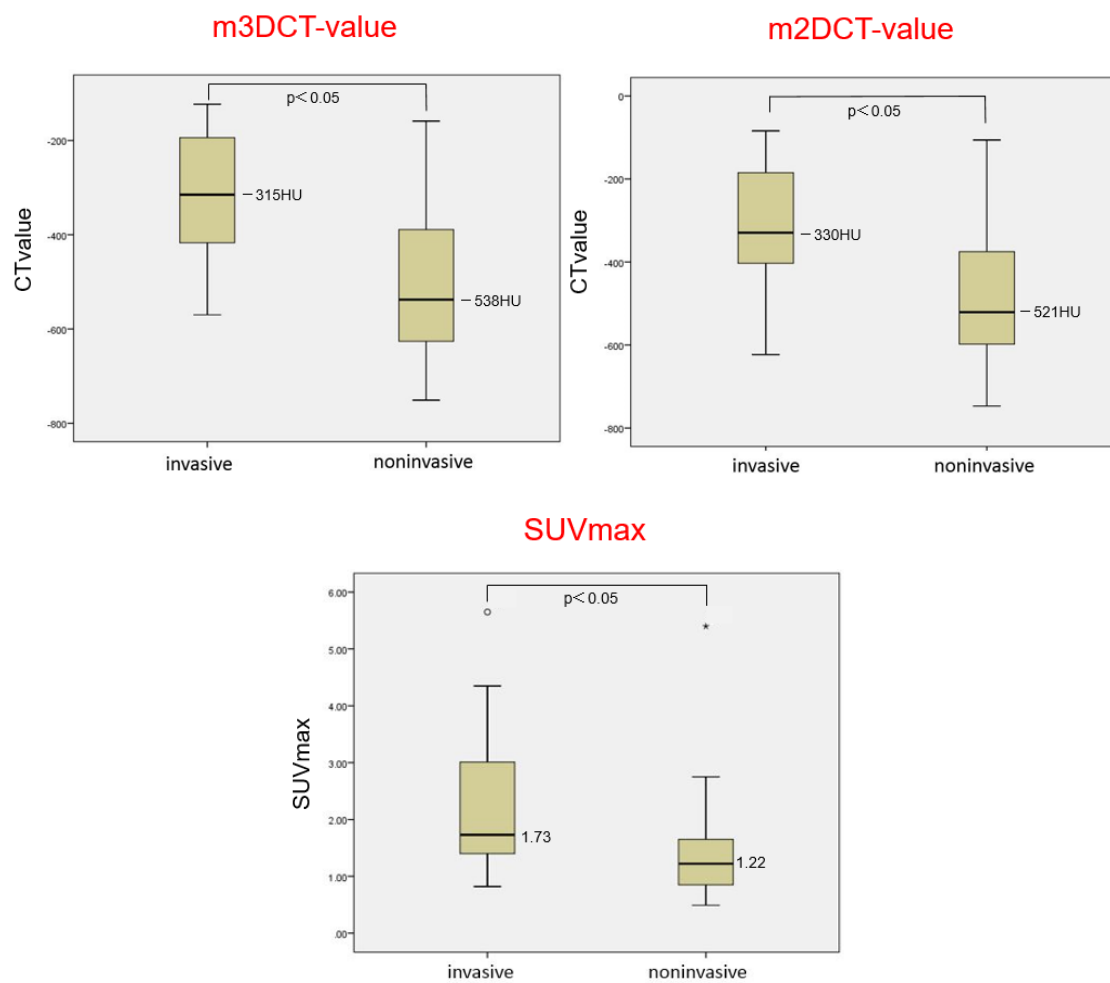 m3DCT-value
p＜0.05
-200
-400
-600
-800
CTvalue
－315HU
－538HU
invasive
noninvasive
m2DCT-value
p＜0.05
0
-200
-400
-600
-800
CTvalue
－330HU
－521HU
invasive
noninvasive
SUVmax
p＜0.05
6.00
5.00
4.00
3.00
2.00
1.00
.00
SUVmax
1.73
1.22
invasive
noninvasive